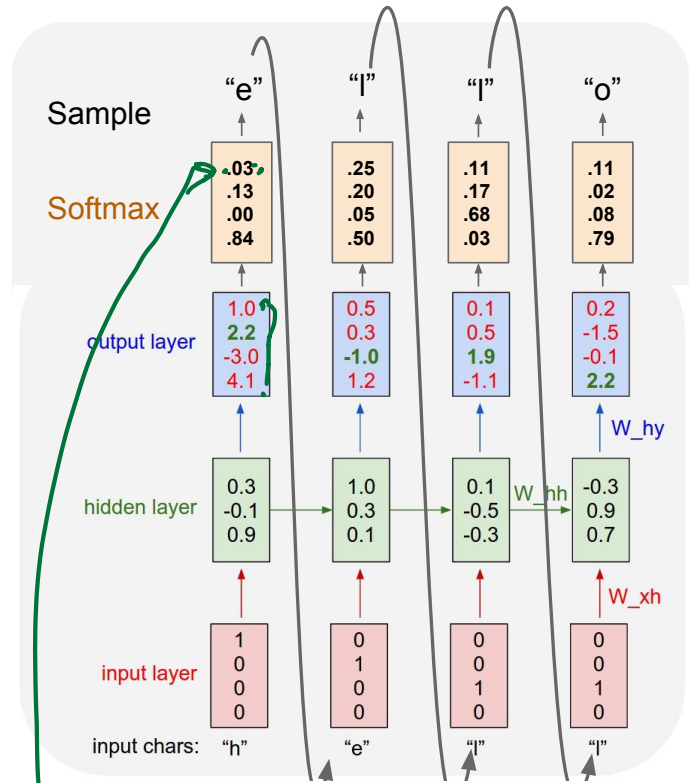 “e” “l” “l” “o”
Sample
.03 .25 .11 .11
.13 .20 .17 .02
Softmax
.00 .05 .68 .08
.84 .50 .03 .79
1.0 0.5 0.1 0.2
2.2 0.3 0.5 -1.5
output layer
-3.0 -1.0 1.9 -0.1
4.1 1.2 -1.1 2.2
W_hy
0.3 1.0 0.1 -0.3
W_hh
hidden layer -0.1 0.3 -0.5 0.9
0.9 0.1 -0.3 0.7
W_xh
1 0 0 0
0 1 0 0
input layer
0 0 1 1
0 0 0 0
input chars: “h” “e” “l” “l”